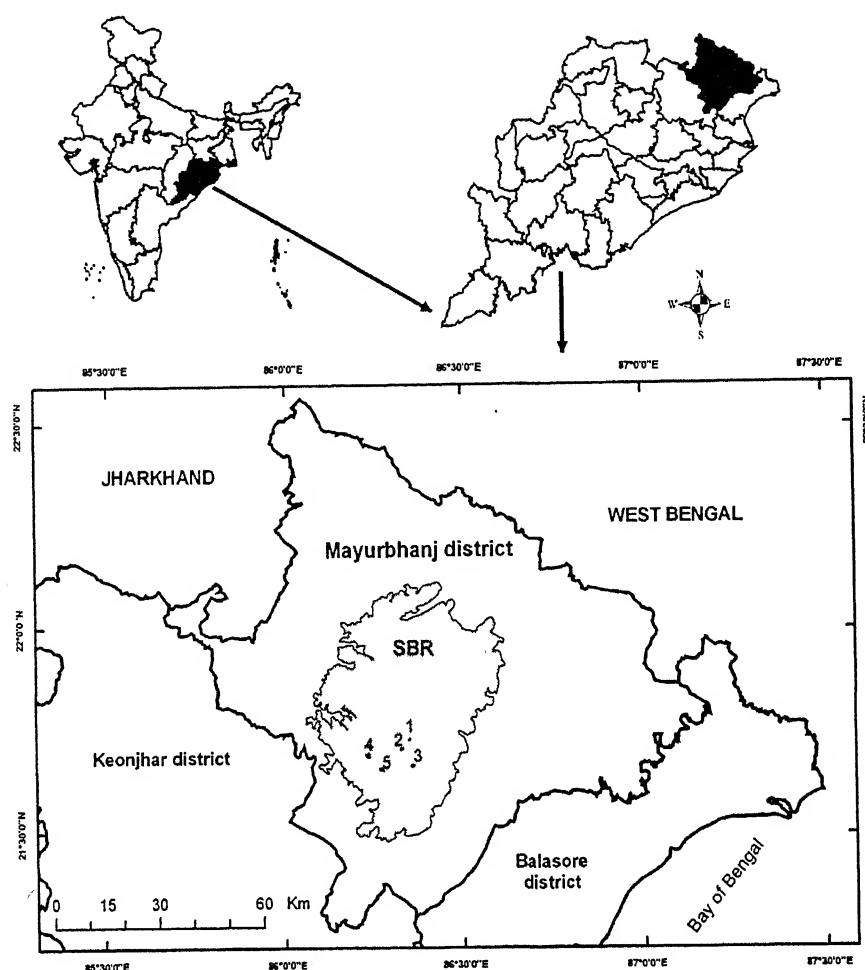 N
W E
S
85°30'0"E 86°0'0"E 86°30'0"E 87°0'0"E 87°30'0"E
22°30'0"N
JHARKHAND
WEST BENGAL
Mayurbhanj district
22°0'0"N
SBR
1
2
4
3
5
Keonjhar district
21°30'0"N
Balasore
district
Bay of Bengal
0 15 30 60 Km
85°30'0"E 86°0'0"E 86°30'0"E 87°0'0"E 87°30'0"E